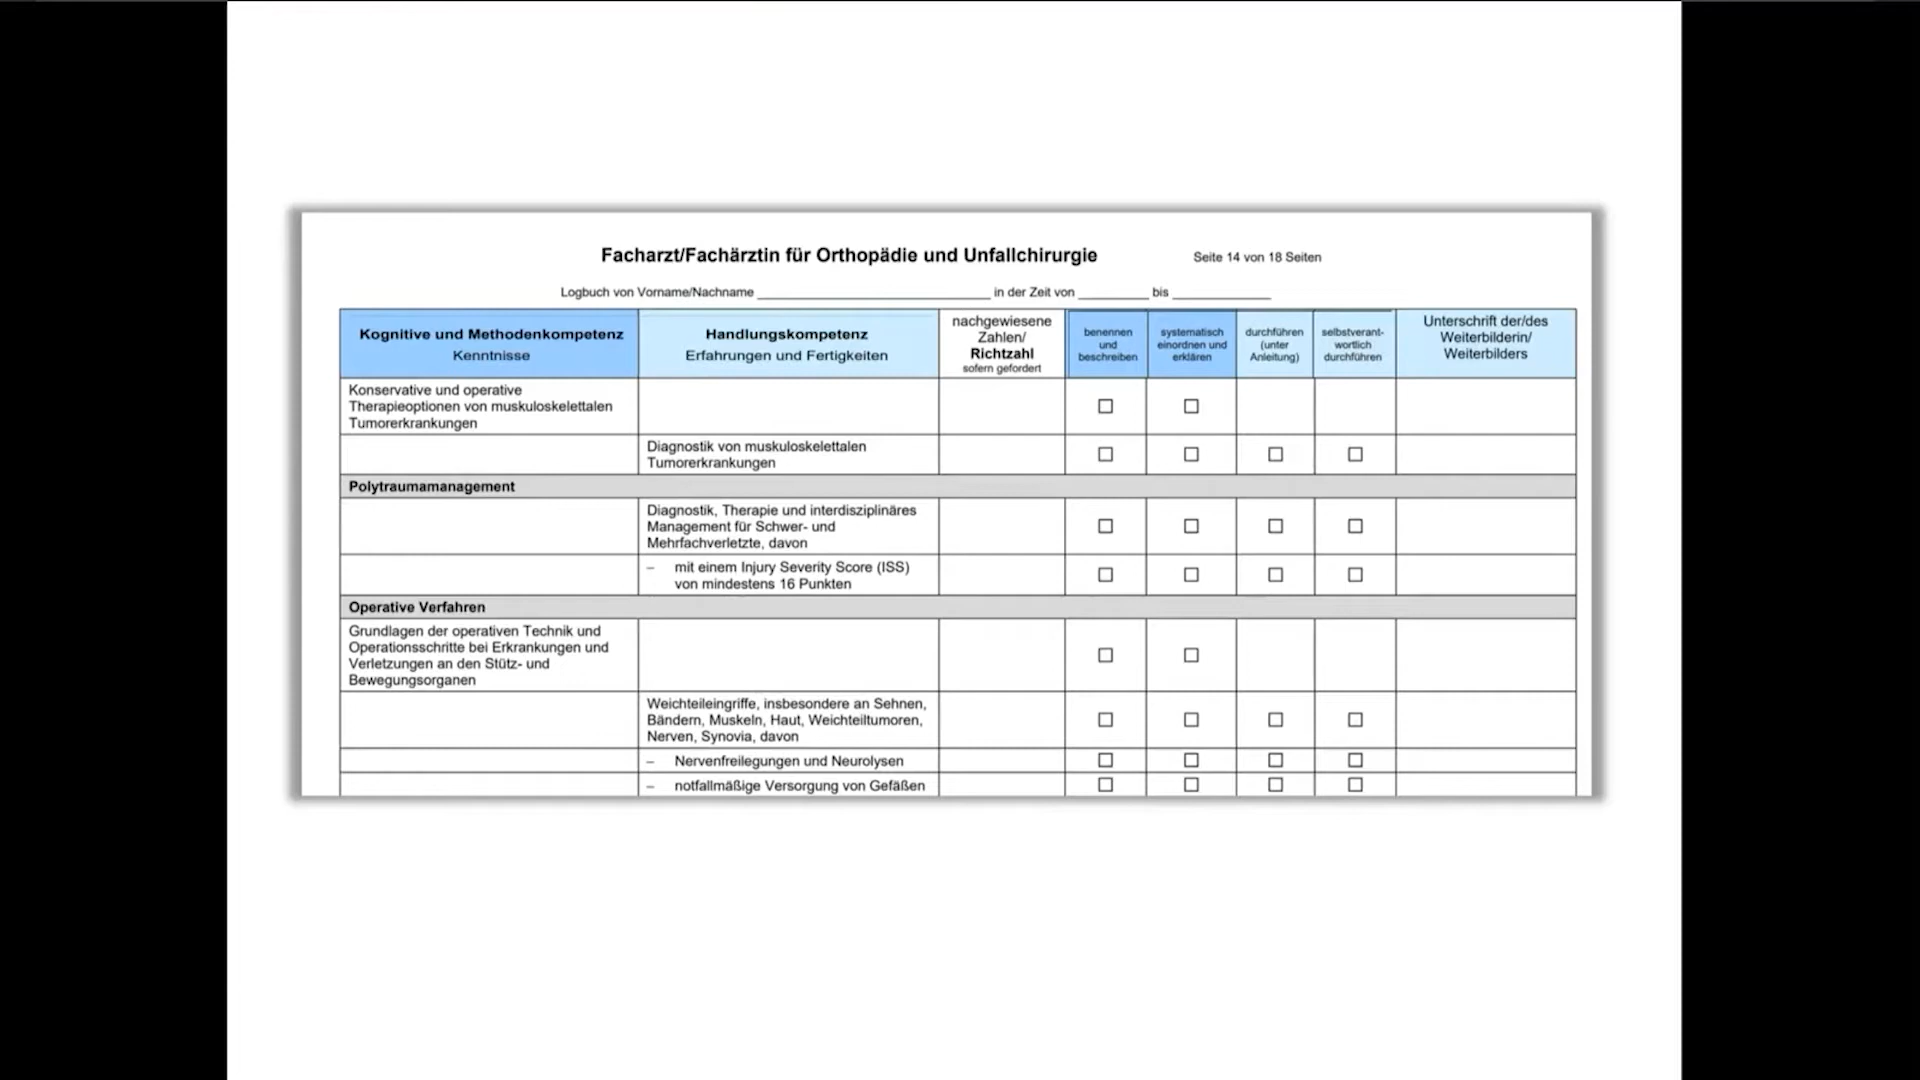 Facharzt/Fachärztin für Orthopädie und Unfallchirurgie Seite 14 von 18 Seiten
Logbuch von Vorname/Nachname in der Zeit von bis
Kognitive und Methodenkompetenz
Kenntnisse
Handlungskompetenz
Erfahrungen und Fertigkeiten
nachgewiesene
Zahlen/
Richtzahl
sofern gefordert
benennen
und
beschreiben
systematisch
einordnen und
erklären
durchführen
(unter
Anleitung)
selbstverant-
wortlich
durchführen
Unterschrift der/des
Weiterbilderin/
Weiterbilders
Konservative und operative
Therapieoptionen von muskuloskelettalen
Tumorerkrankungen
Diagnostik von muskuloskelettalen
Tumorerkrankungen
Polytraumamanagement
Diagnostik, Therapie und interdisziplinäres
Management für Schwer- und
Mehrfachverletzte, davon
– mit einem Injury Severity Score (ISS)
von mindestens 16 Punkten
Operative Verfahren
Grundlagen der operativen Technik und
Operationsschritte bei Erkrankungen und
Verletzungen an den Stütz- und
Bewegungsorganen
Weichteileingriffe, insbesondere an Sehnen,
Bändern, Muskeln, Haut, Weichteiltumoren,
Nerven, Synovia, davon
– Nervenfreilegungen und Neurolysen
– notfallmäßige Versorgung von Gefäßen